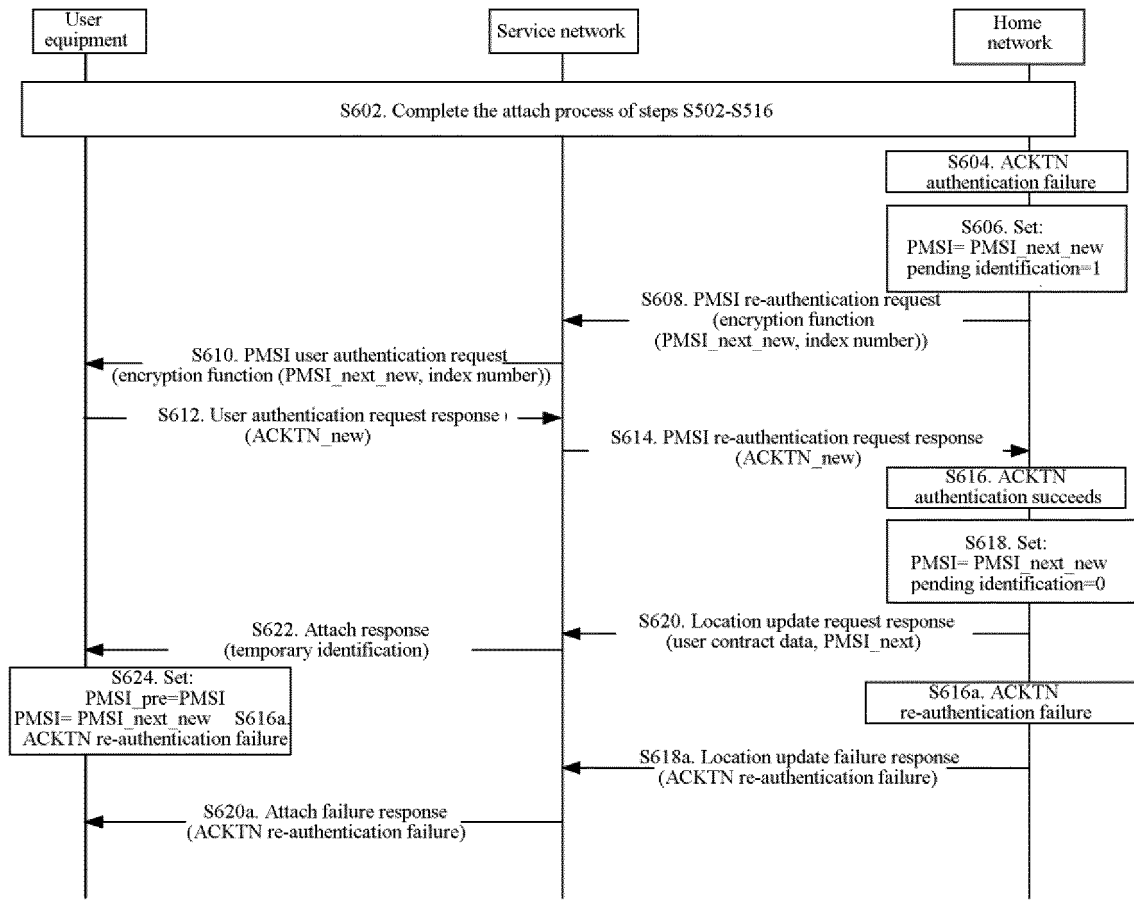 User
equipment
Service network
Home
network
S602. Complete the attach process of steps S502-S516
S604. ACKTN
authentication failure
S606. Set:
PMSI= PMSI_next_new
pending identification=1
S608. PMSI re-authentication request
(encryption function
(PMSI_next_new, index number))
S610. PMSI user authentication request
(encryption function (PMSI_next_new, index number))
S612. User authentication request response
(ACKTN_new)
S614. PMSI re-authentication request response
(ACKTN_new)
S616. ACKTN
authentication succeeds
S618. Set:
PMSI= PMSI_next_new
pending identification=0
S620. Location update request response
(user contract data, PMSI_next)
S622. Attach response
(temporary identification)
S624. Set:
PMSI_pre=PMSI
PMSI= PMSI_next_new S616a.
ACKTN re-authentication failure
S616a. ACKTN
re-authentication failure
S618a. Location update failure response
(ACKTN re-authentication failure)
S620a. Attach failure response
(ACKTN re-authentication failure)